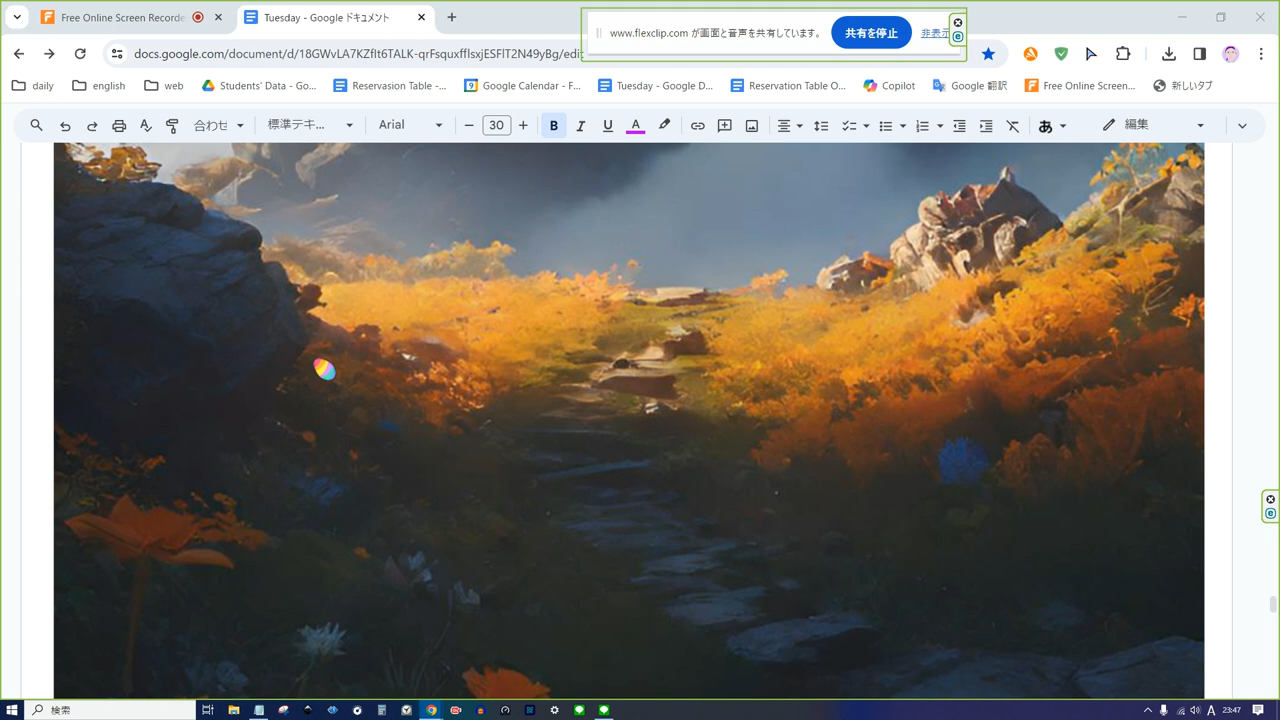 Free Online Screen Recorde
Tuesday - Google ドキュメント
www.flexclip.com が画面と音声を共有しています。
共有を停止
非表示
docs.google.com/document/d/18GWvLA7KZflt6TALK-qrFsquxfflsxjESFlT2N49yBg/edit
daily
english
web
Students' Data - Go...
Reservasion Table -...
Google Calendar - F...
Tuesday - Google D...
Reservation Table O...
Copilot
Google 翻訳
Free Online Screen...
新しいタブ
合わせ
標準テキ...
Arial
30
B
I
U
A
あ
編集
検索
A
23:47